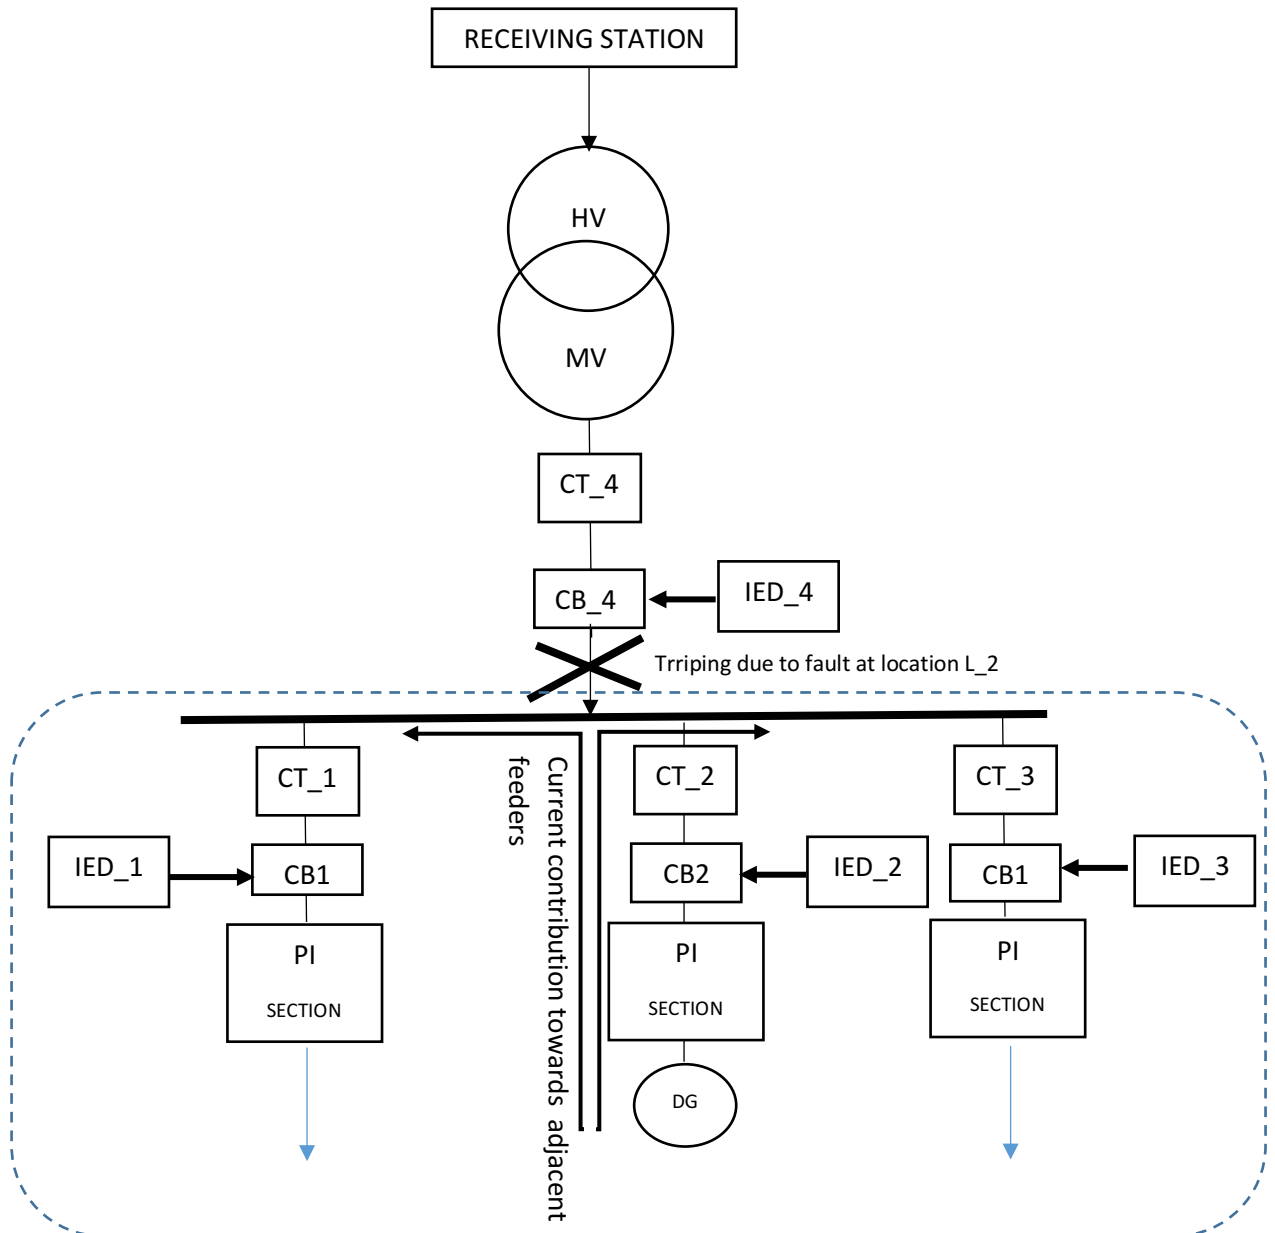 RECEIVING STATION
HV
MV
CT_4
CB_4
IED_4
Trriping due to fault at location L_2
CT_1
CT_2
CT_3
IED_1
CB1
CB2
IED_2
CB1
IED_3
Current contribution towards adjacent
feeders
PI
SECTION
PI
SECTION
PI
SECTION
DG